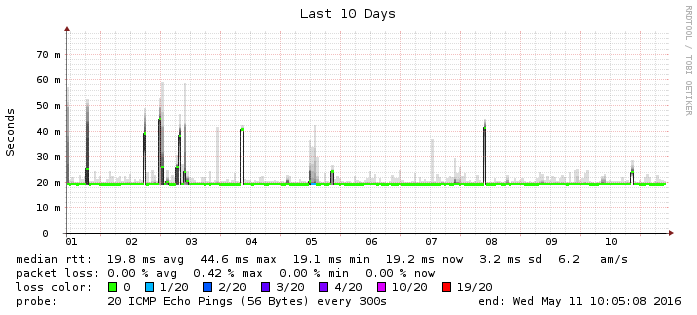 Last 10 Days
RRDTOOL / TOBI OETIKER
Seconds
70 m
60 m
50 m
40 m
30 m
20 m
10 m
0
01 02 03 04 05 06 07 08 09 10
median rtt: 19.8 ms avg 44.6 ms max 19.1 ms min 19.2 ms now 3.2 ms sd 6.2 am/s
packet loss: 0.00 % avg 0.42 % max 0.00 % min 0.00 % now
loss color: 0 1/20 2/20 3/20 4/20 10/20 19/20
probe: 20 ICMP Echo Pings (56 Bytes) every 300s end: Wed May 11 10:05:08 2016